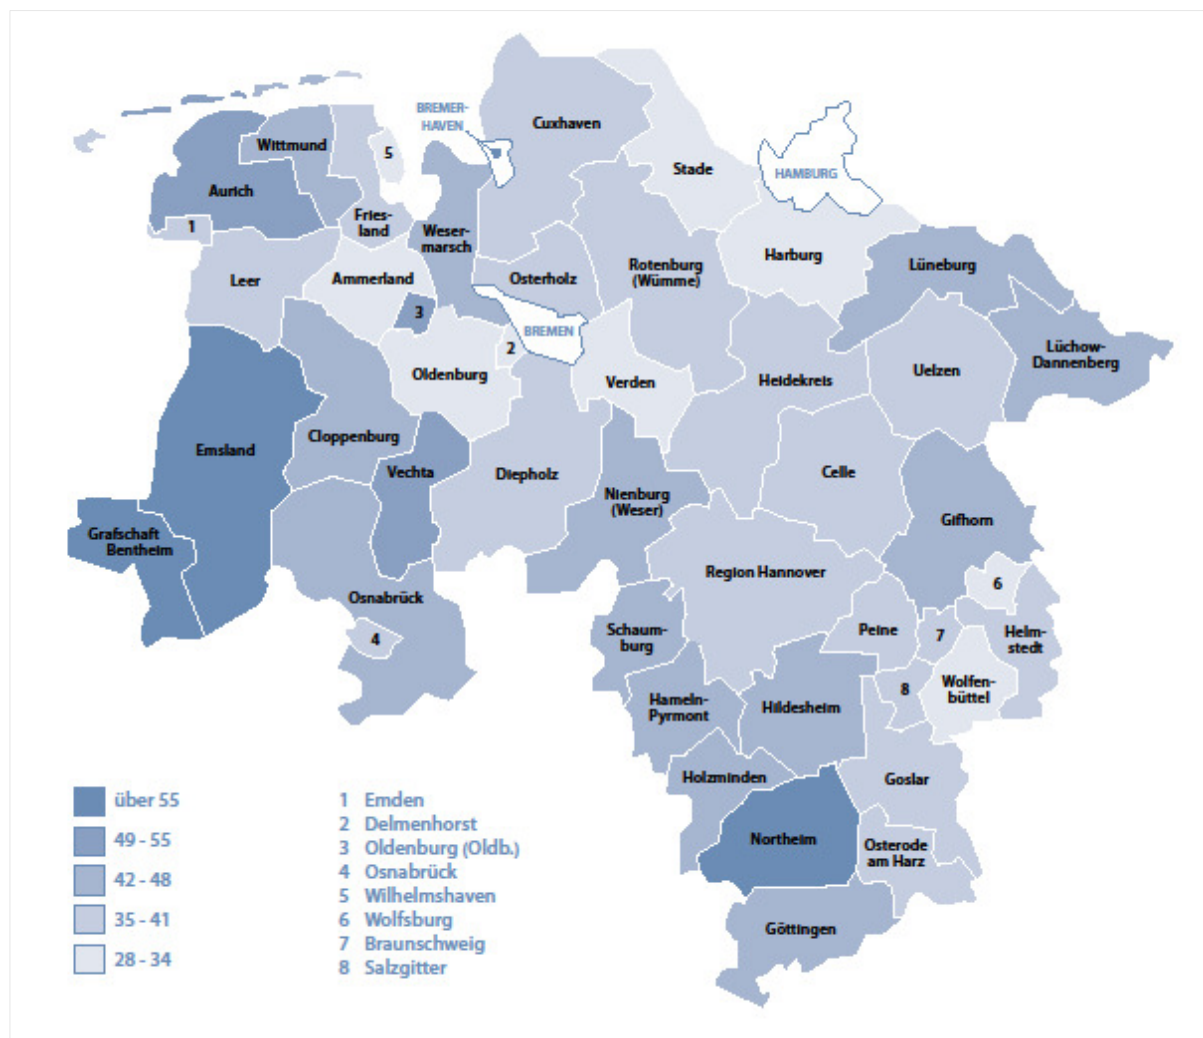 BREMER-
HAVEN
Cuxhaven
Wittmund
5
Stade
HAMBURG
Aurich
1
Fries-
land
Weser-
marsch
Harburg
Lüneburg
Leer
Ammerland
Osterholz
Rotenburg
(Wümme)
3
BREMEN
2
Oldenburg
Verden
Heidekreis
Uelzen
Lüchow-
Dannenberg
Emsland
Cloppenburg
Vechta
Diepholz
Celle
Nienburg
(Weser)
Gifhorn
Grafschaft
Bentheim
Region Hannover
6
Osnabrück
4
Schaum-
burg
Peine
7
Helm-
stedt
8
Wolfen-
büttel
Hameln-
Pyrmont
Hildesheim
Holzminden
Goslar
Northeim
Osterode
am Harz
Göttingen
über 55
49 - 55
42 - 48
35 - 41
28 - 34
1 Emden
2 Delmenhorst
3 Oldenburg (Oldb.)
4 Osnabrück
5 Wilhelmshaven
6 Wolfsburg
7 Braunschweig
8 Salzgitter